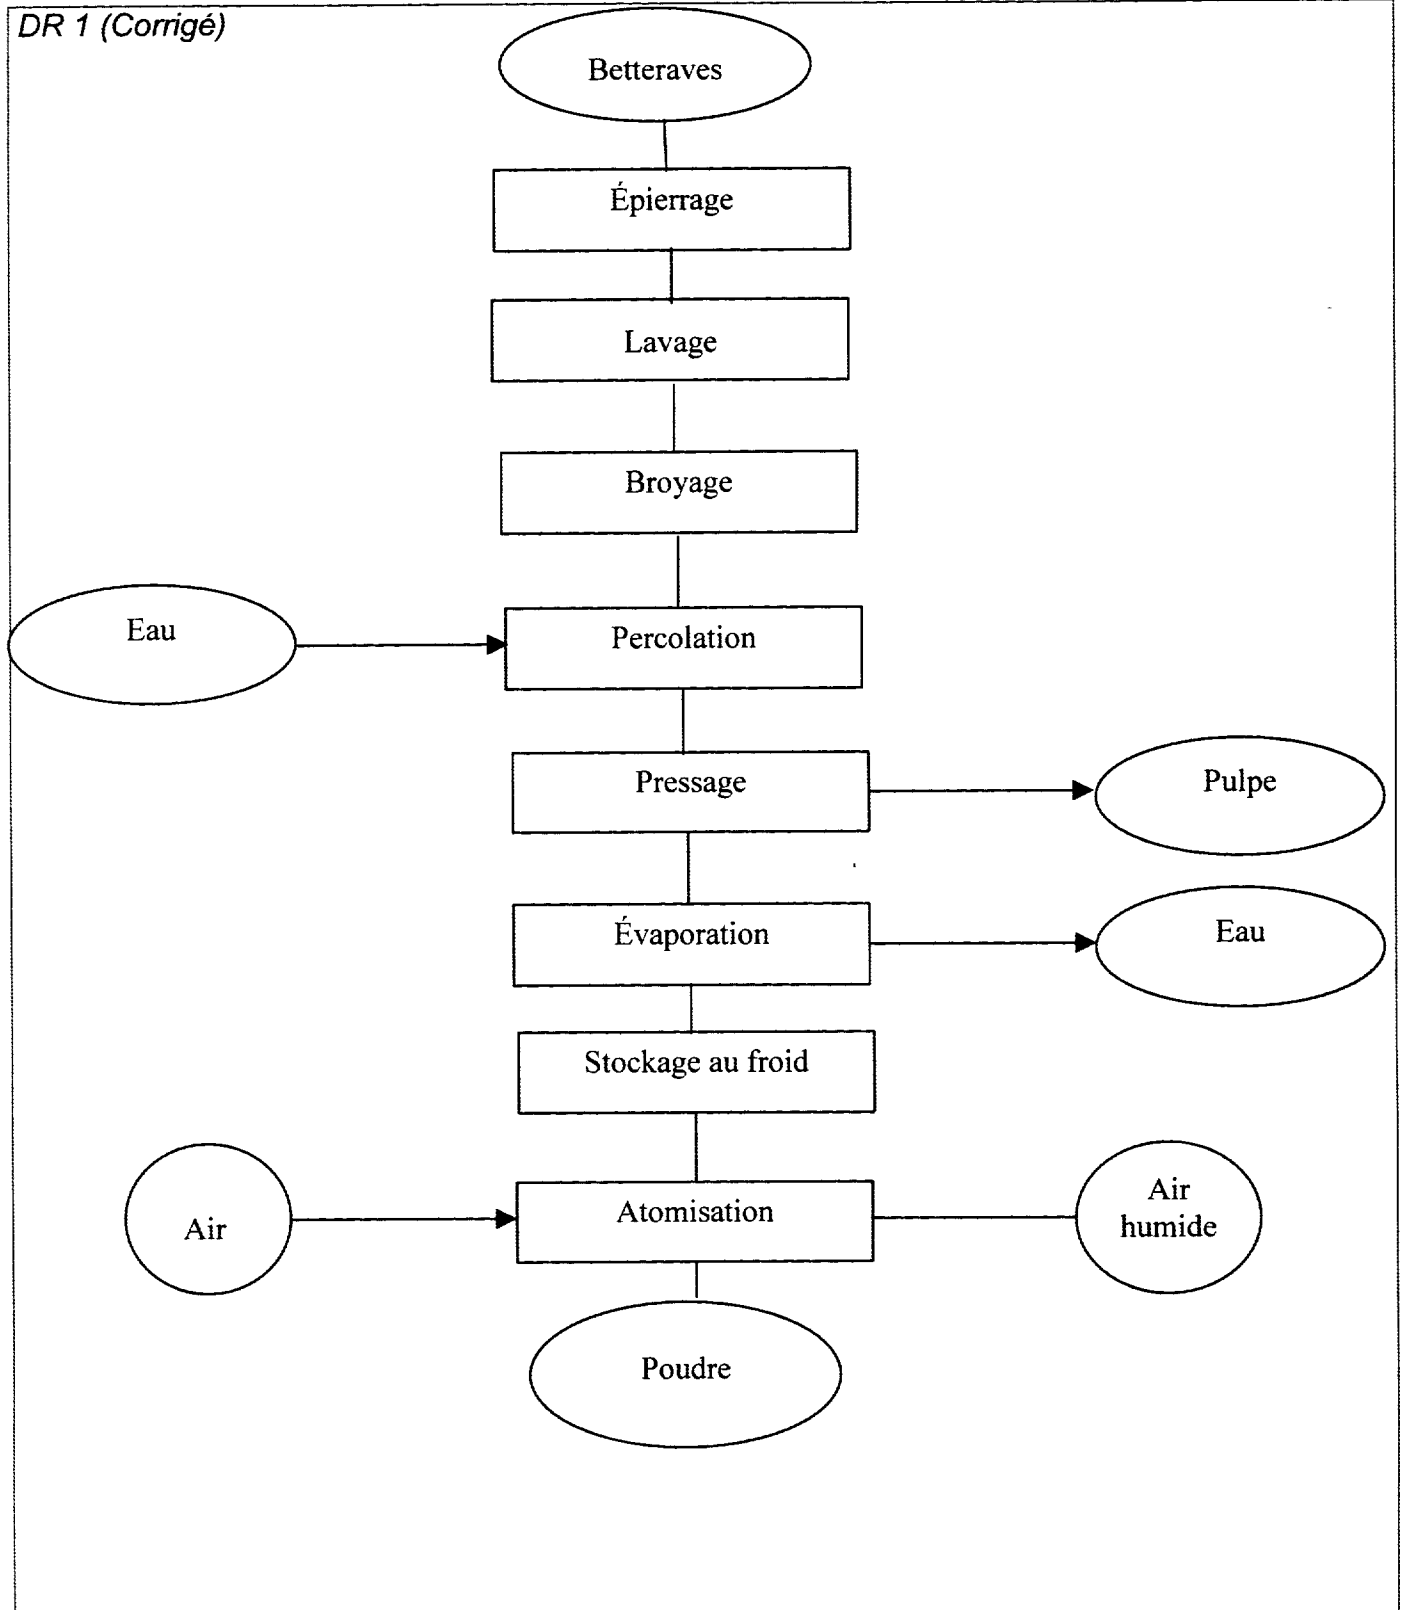 DR 1 (Corrigé)
Betteraves
Épierrage
Lavage
Broyage
Eau
Percolation
Pressage
Pulpe
Évaporation
Eau
Stockage au froid
Air
Atomisation
Air
humide
Poudre